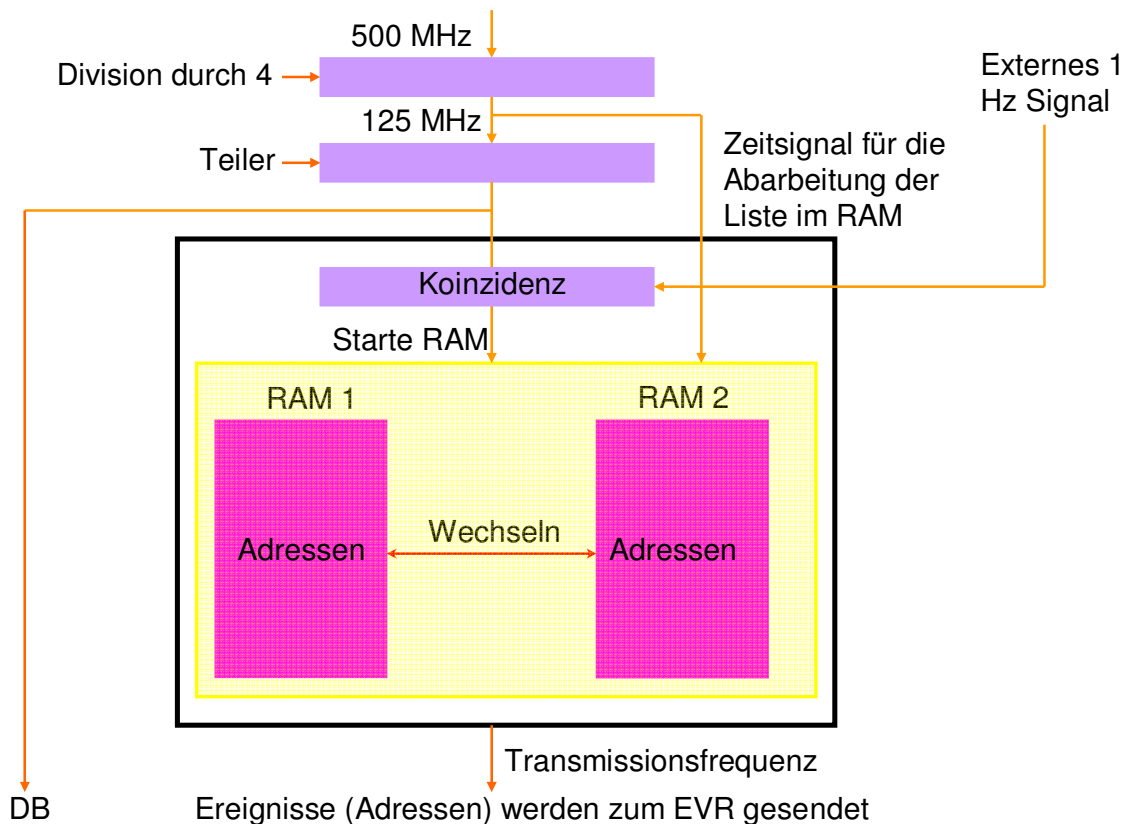 500 MHz
Division durch 4
Externes 1
Hz Signal
125 MHz
Teiler
Zeitsignal für die
Abarbeitung der
Liste im RAM
Koinzidenz
Starte RAM
RAM 1
RAM 2
Wechseln
Adressen
Adressen
Transmissionsfrequenz
DB
Ereignisse (Adressen) werden zum EVR gesendet